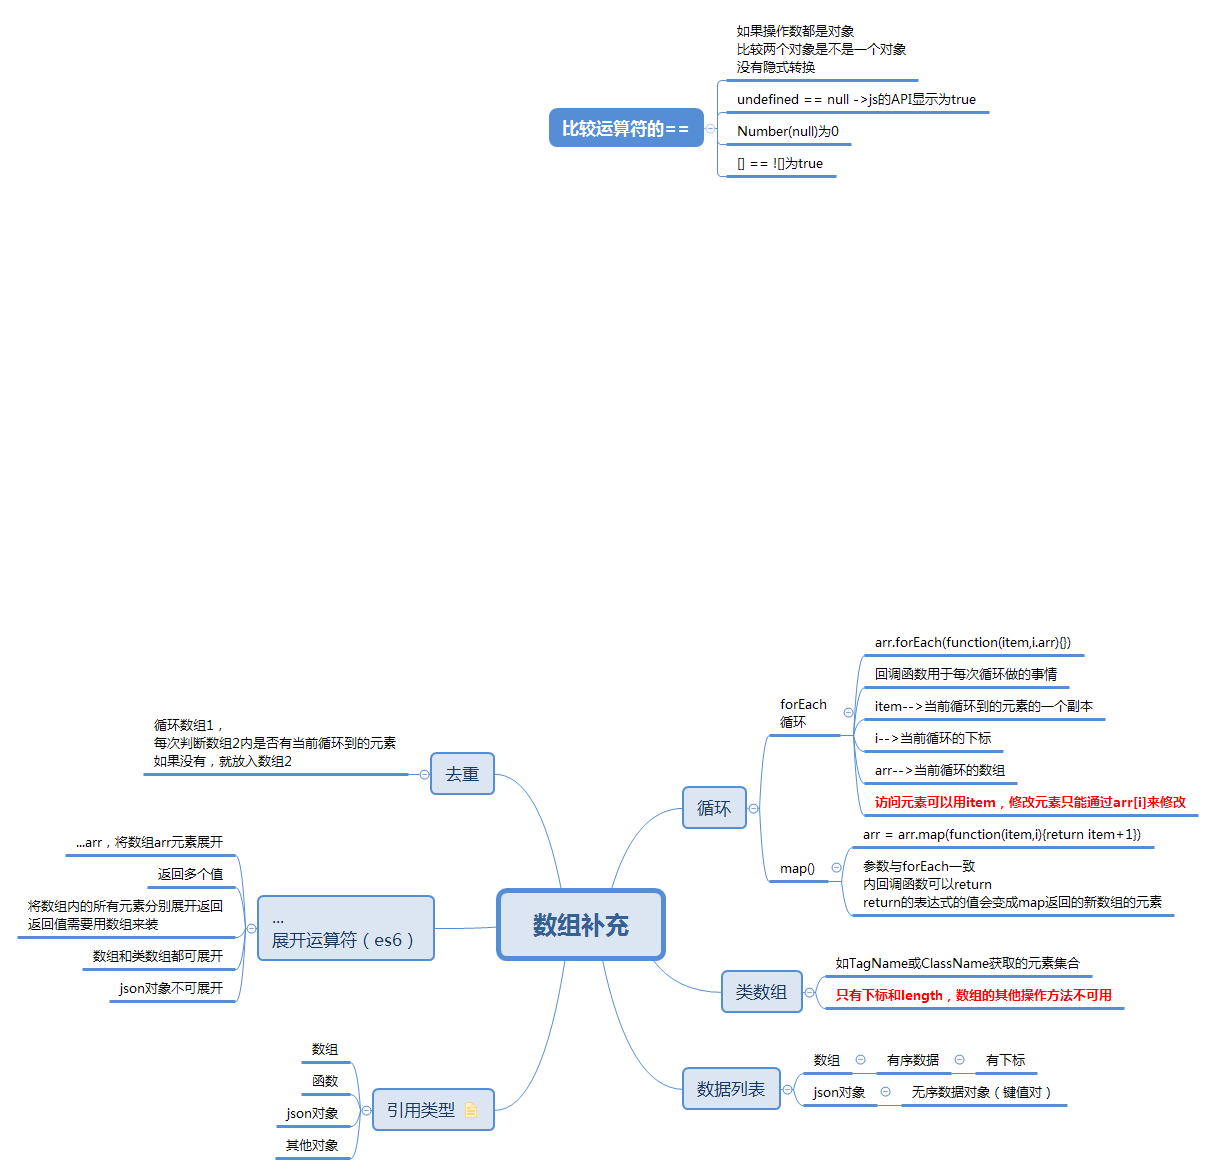 如果操作数都是对象
比较两个对象是不是一个对象
没有隐式转换
undefined == null ->js的API显示为true
比较运算符的==
Number(null)为0
[] == ![]为true
数组补充
循环
forEach
循环
arr.forEach(function(item,i.arr){})
回调函数用于每次循环做的事情
item-->当前循环到的元素的一个副本
i-->当前循环的下标
arr-->当前循环的数组
访问元素可以用item，修改元素只能通过arr[i]来修改
map()
arr = arr.map(function(item,i){return item+1})
参数与forEach一致
内回调函数可以return
return的表达式的值会变成map返回的新数组的元素
类数组
如TagName或ClassName获取的元素集合
只有下标和length，数组的其他操作方法不可用
数据列表
数组
有序数据
有下标
json对象
无序数据对象（键值对）
去重
循环数组1，
每次判断数组2内是否有当前循环到的元素
如果没有，就放入数组2
...
展开运算符（es6）
...arr，将数组arr元素展开
返回多个值
将数组内的所有元素分别展开返回
返回值需要用数组来装
数组和类数组都可展开
json对象不可展开
引用类型
数组
函数
json对象
其他对象